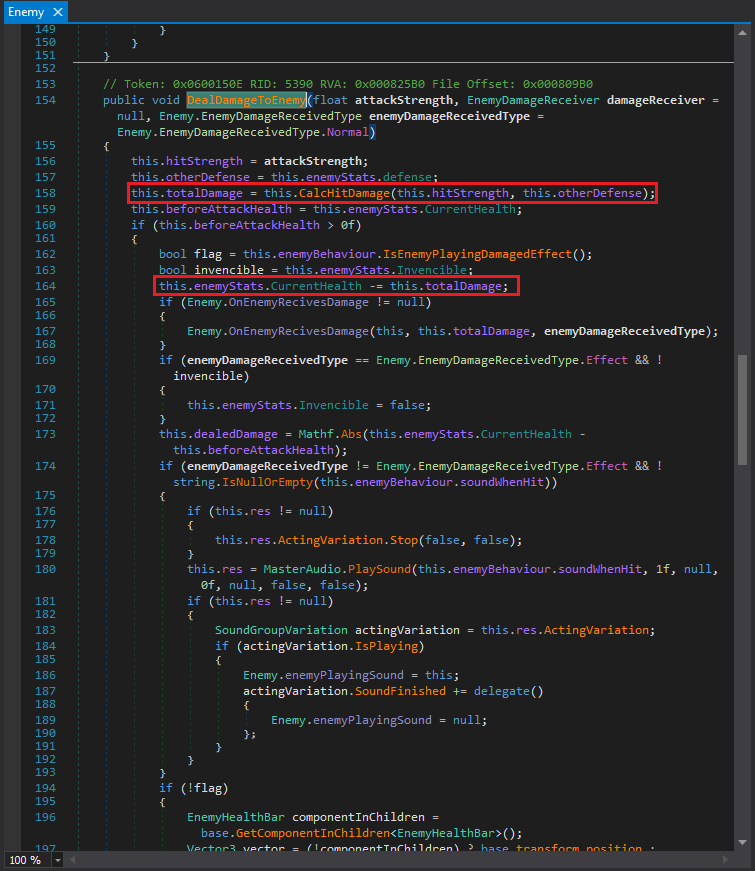 Enemy ×
149 }
150 }
151 }
152
153 // Token: 0x0600150E RID: 5390 RVA: 0x000825B0 File Offset: 0x000809B0
154 public void DealDamageToEnemy(float attackStrength, EnemyDamageReceiver damageReceiver =
null, Enemy.EnemyDamageReceivedType enemyDamageReceivedType =
Enemy.EnemyDamageReceivedType.Normal)
155 {
156 this.hitStrength = attackStrength;
157 this.otherDefense = this.enemyStats.defense;
158 this.totalDamage = this.CalcHitDamage(this.hitStrength, this.otherDefense);
159 this.beforeAttackHealth = this.enemyStats.CurrentHealth;
160 if (this.beforeAttackHealth > 0f)
161 {
162 bool flag = this.enemyBehaviour.IsEnemyPlayingDamagedEffect();
163 bool invencible = this.enemyStats.Invencible;
164 this.enemyStats.CurrentHealth -= this.totalDamage;
165 if (Enemy.OnEnemyRecivesDamage != null)
166 {
167 Enemy.OnEnemyRecivesDamage(this, this.totalDamage, enemyDamageReceivedType);
168 }
169 if (enemyDamageReceivedType == Enemy.EnemyDamageReceivedType.Effect && !
invencible)
170 {
171 this.enemyStats.Invencible = false;
172 }
173 this.dealedDamage = Mathf.Abs(this.enemyStats.CurrentHealth -
this.beforeAttackHealth);
174 if (enemyDamageReceivedType != Enemy.EnemyDamageReceivedType.Effect && !
string.IsNullOrEmpty(this.enemyBehaviour.soundWhenHit))
175 {
176 if (this.res != null)
177 {
178 this.res.ActingVariation.Stop(false, false);
179 }
180 this.res = MasterAudio.PlaySound(this.enemyBehaviour.soundWhenHit, 1f, null,
0f, null, false, false);
181 if (this.res != null)
182 {
183 SoundGroupVariation actingVariation = this.res.ActingVariation;
184 if (actingVariation.IsPlaying)
185 {
186 Enemy.enemyPlayingSound = this;
187 actingVariation.SoundFinished += delegate()
188 {
189 Enemy.enemyPlayingSound = null;
190 };
191 }
192 }
193 }
194 if (!flag)
195 {
196 EnemyHealthBar componentInChildren =
base.GetComponentInChildren<EnemyHealthBar>();
197 Vector3 vector = (!componentInChildren) ? base.transform.position :
100 %